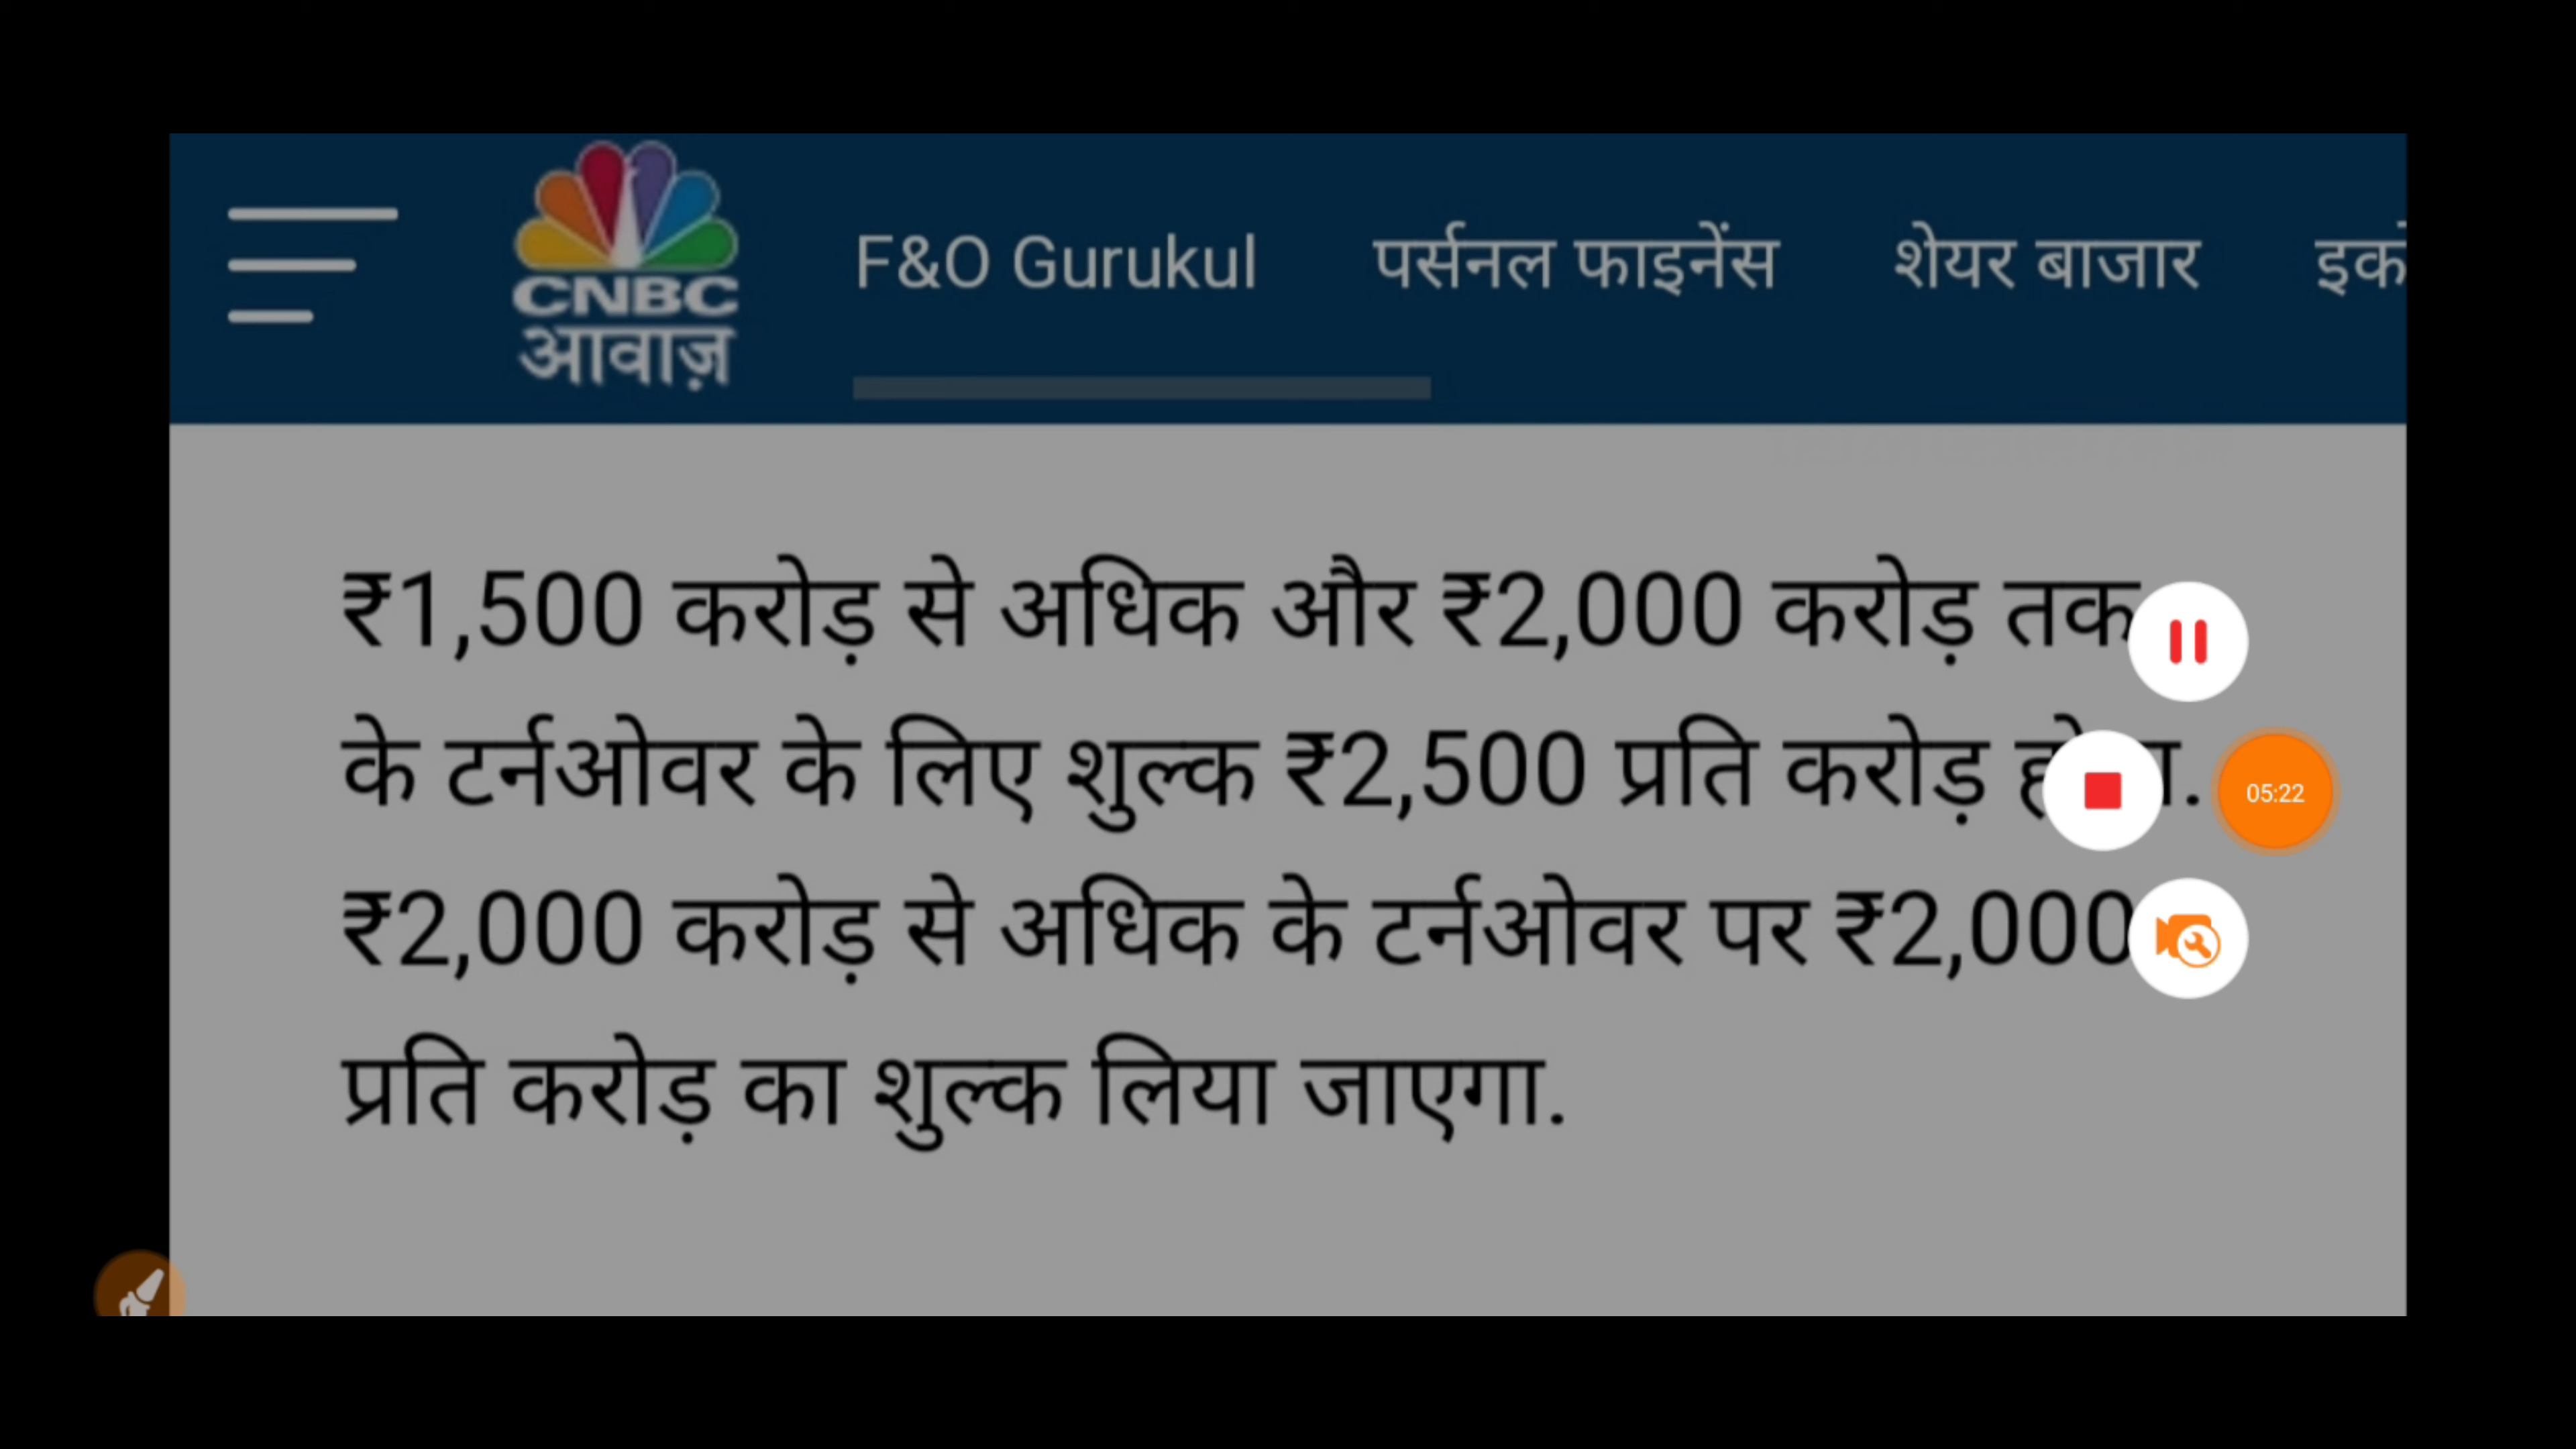 CNBC
आवाज़
F&O Gurukul पर्सनल फाइनेंस शेयर बाजार
₹1,500 करोड़ से अधिक और ₹2,000 करोड़ तक
के टर्नओवर के लिए शुल्क ₹2,500 प्रति करोड़
₹2,000 करोड़ से अधिक के टर्नओवर पर ₹2,000
प्रति करोड़ का शुल्क लिया जाएगा.
05:22